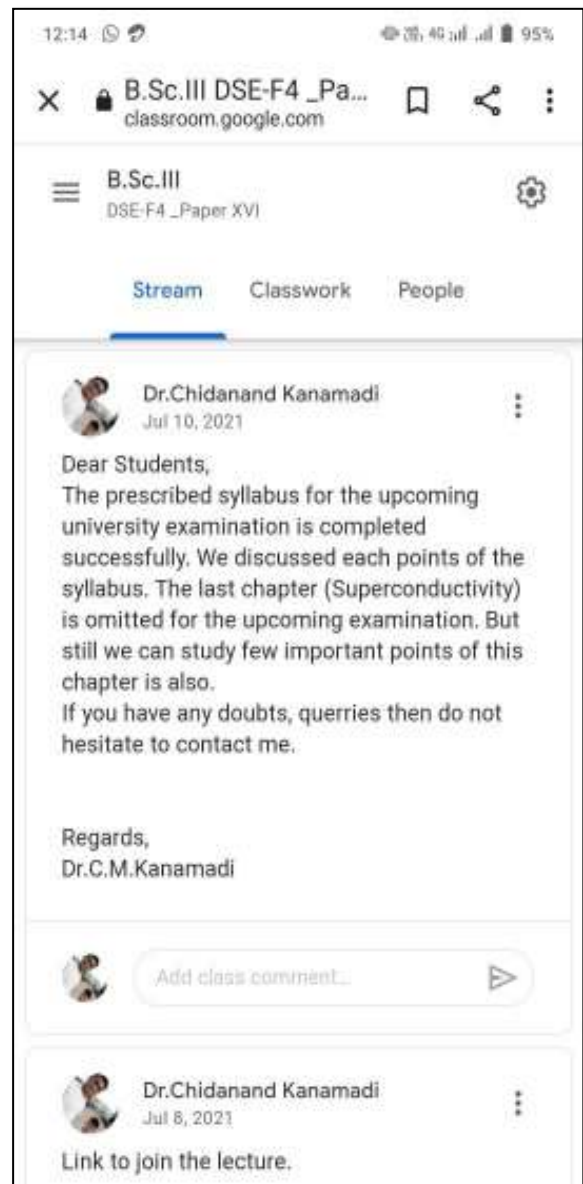 12:14
4G 95%
B.Sc.III DSE-F4 _Pa...
classroom.google.com
B.Sc.III
DSE-F4 _Paper XVI
Stream Classwork People
Dr.Chidanand Kanamadi
Jul 10, 2021
Dear Students,
The prescribed syllabus for the upcoming
university examination is completed
successfully. We discussed each points of the
syllabus. The last chapter (Superconductivity)
is omitted for the upcoming examination. But
still we can study few important points of this
chapter is also.
If you have any doubts, querries then do not
hesitate to contact me.
Regards,
Dr.C.M.Kanamadi
Add class comment...
Dr.Chidanand Kanamadi
Jul 8, 2021
Link to join the lecture.